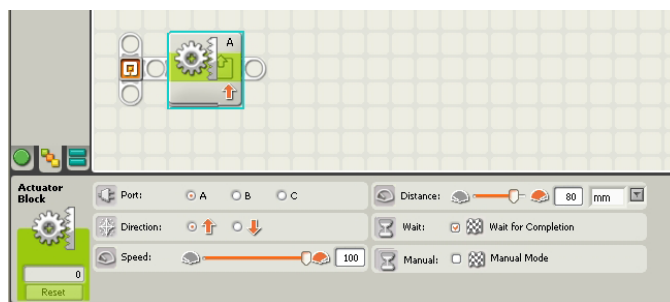 A
Actuator
Block
0
Reset
Port: A B C
Direction:
Speed: 100
Distance: 80 mm
Wait: Wait for Completion
Manual: Manual Mode